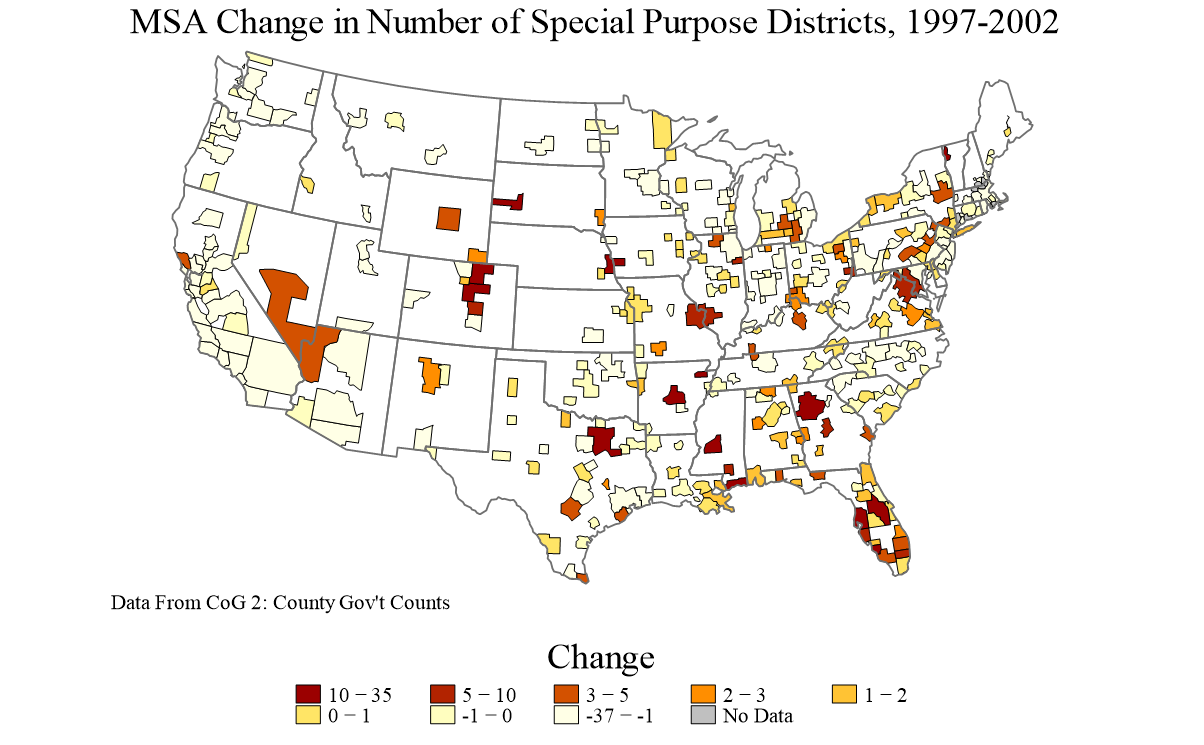 MSA Change in Number of Special Purpose Districts, 1997-2002
Data From CoG 2: County Gov't Counts
Change
10 − 35 5 − 10 3 − 5 2 − 3 1 − 2
0 − 1 -1 − 0 -37 − -1 No Data